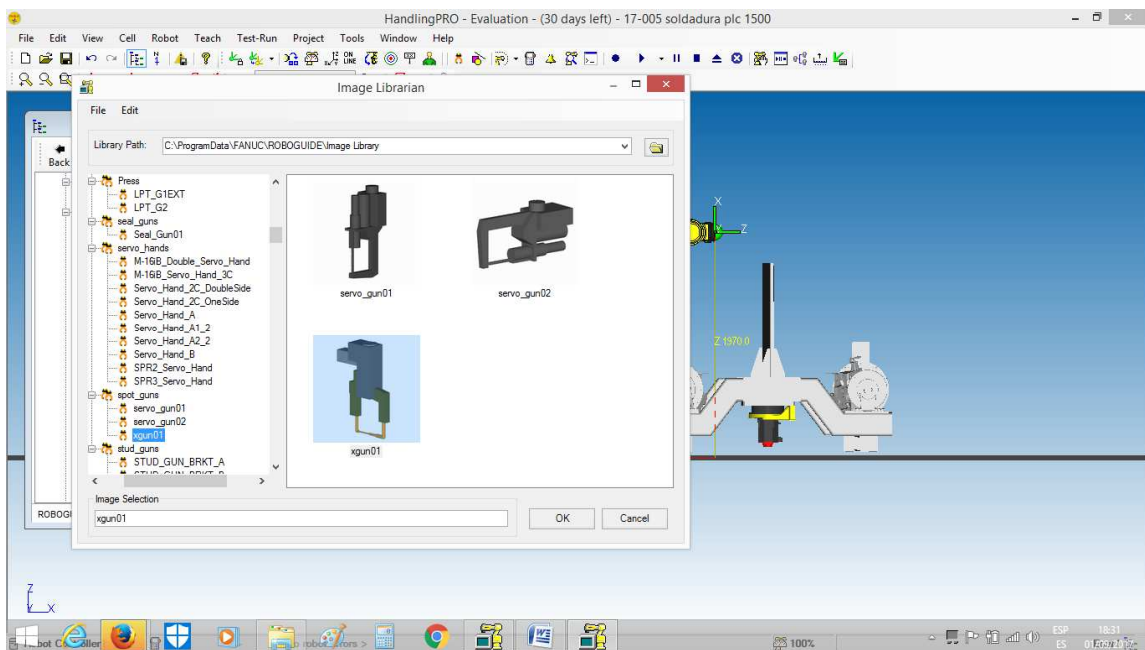 HandlingPRO - Evaluation - (30 days left) - 17-005 soldadura plc 1500
File Edit View Cell Robot Teach Test-Run Project Tools Window Help
Image Librarian
File Edit
Library Path: C:\ProgramData\FANUC\ROBOGUIDE\Image Library
Back
Press
LPT_G1EXT
LPT_G2
seal_guns
Seal_Gun01
servo_hands
M-16iB_Double_Servo_Hand
M-16iB_Servo_Hand_3C
Servo_Hand_2C_DoubleSide
Servo_Hand_2C_OneSide
Servo_Hand_A
Servo_Hand_A1_2
Servo_Hand_A2_2
Servo_Hand_B
SPR2_Servo_Hand
SPR3_Servo_Hand
spot_guns
servo_gun01
servo_gun02
xgun01
stud_guns
STUD_GUN_BRKT_A
servo_gun01 servo_gun02
xgun01
X
Z
Z 1970.0
Image Selection
xgun01 OK Cancel
ROBOG
Z
X
100%
ESP 18:31
ES